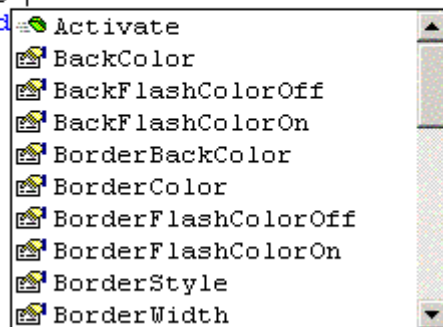 Activate
BackColor
BackFlashColorOff
BackFlashColorOn
BorderBackColor
BorderColor
BorderFlashColorOff
BorderFlashColorOn
BorderStyle
BorderWidth